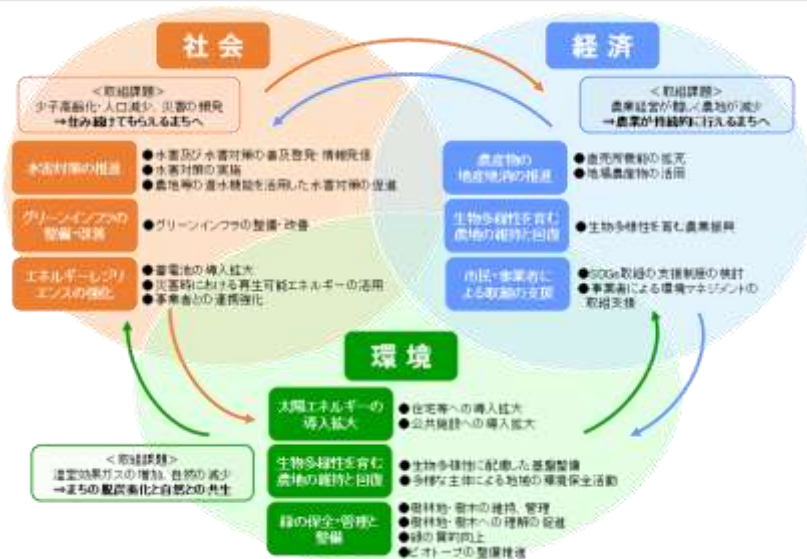 社会
経済
<取組課題>
少子高齢化・人口減少、災害の頻発
→住み続けてもらえるまちへ
<取組課題>
農業経営が難しく農地が減少
→農業が持続的に行えるまちへ
水害対策の推進
●水害及び水害対策の普及啓発・情報発信
●水害対策の実施
●農地等の遊水機能を活用した水害対策の促進
農産物の
地産地消の推進
●直売所機能の拡充
●地場農産物の活用
グリーンインフラの
整備・改善
●グリーンインフラの整備・改善
生物多様性を育む
農地の維持と回復
●生物多様性を育む農業振興
エネルギーレジリ
エンスの強化
●蓄電池の導入拡大
●災害時における再生可能エネルギーの活用
●事業者との連携強化
市民・事業者に
よる取組の支援
●SDGs取組の支援制度の検討
●事業者による環境マネジメントの
取組支援
環境
太陽エネルギーの
導入拡大
●住宅等への導入拡大
●公共施設への導入拡大
<取組課題>
温室効果ガスの増加、自然の減少
→まちの脱炭素化と自然との共生
生物多様性を育む
農地の維持と回復
●生物多様性に配慮した基盤整備
●多様な主体による地域の環境保全活動
緑の保全・管理と
整備
●樹林地・樹木の維持、管理
●樹林地・樹木への理解の促進
●緑の質的向上
●ビオトープの整備推進